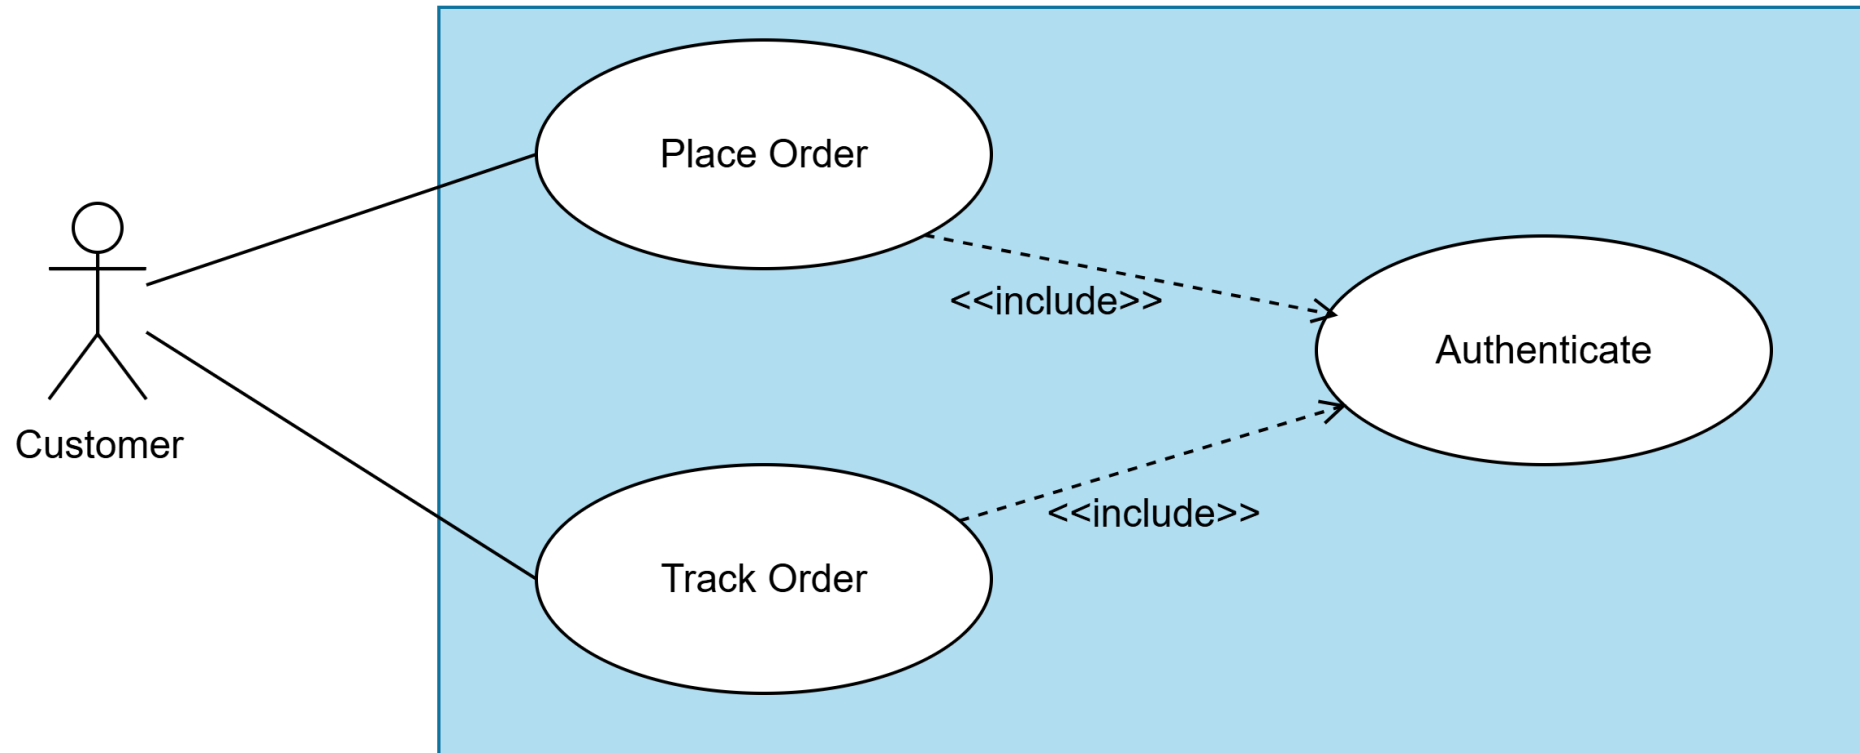 Place Order
<<include>>
Authenticate
Customer
<<include>>
Track Order